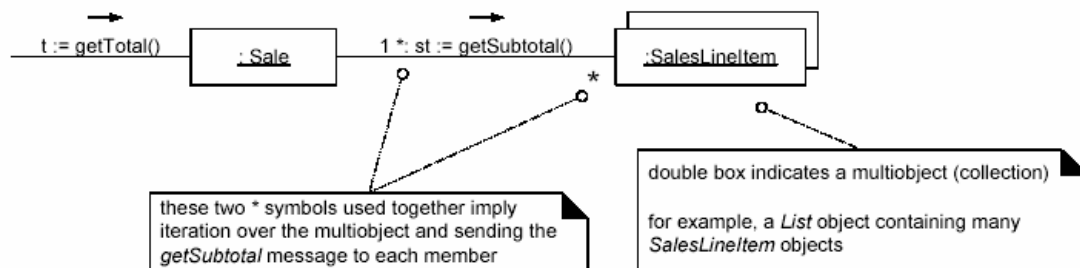 t := getTotal()
: Sale
1 *: st := getSubtotal()
:SalesLineItem
*
these two * symbols used together imply
iteration over the multiobject and sending the
getSubtotal message to each member
double box indicates a multiobject (collection)
for example, a List object containing many
SalesLineItem objects